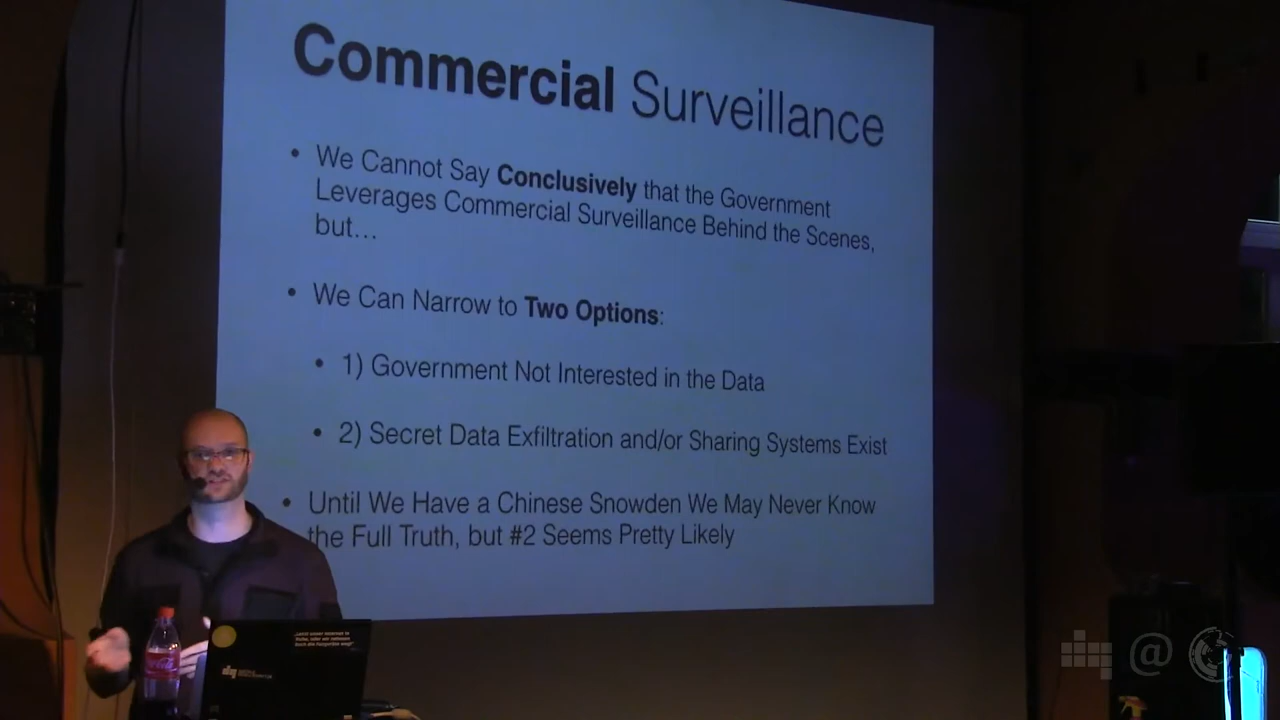 Commercial Surveillance
• We Cannot Say Conclusively that the Government
Leverages Commercial Surveillance Behind the Scenes,
but…
• We Can Narrow to Two Options:
• 1) Government Not Interested in the Data
• 2) Secret Data Exfiltration and/or Sharing Systems Exist
• Until We Have a Chinese Snowden We May Never Know
the Full Truth, but #2 Seems Pretty Likely
@